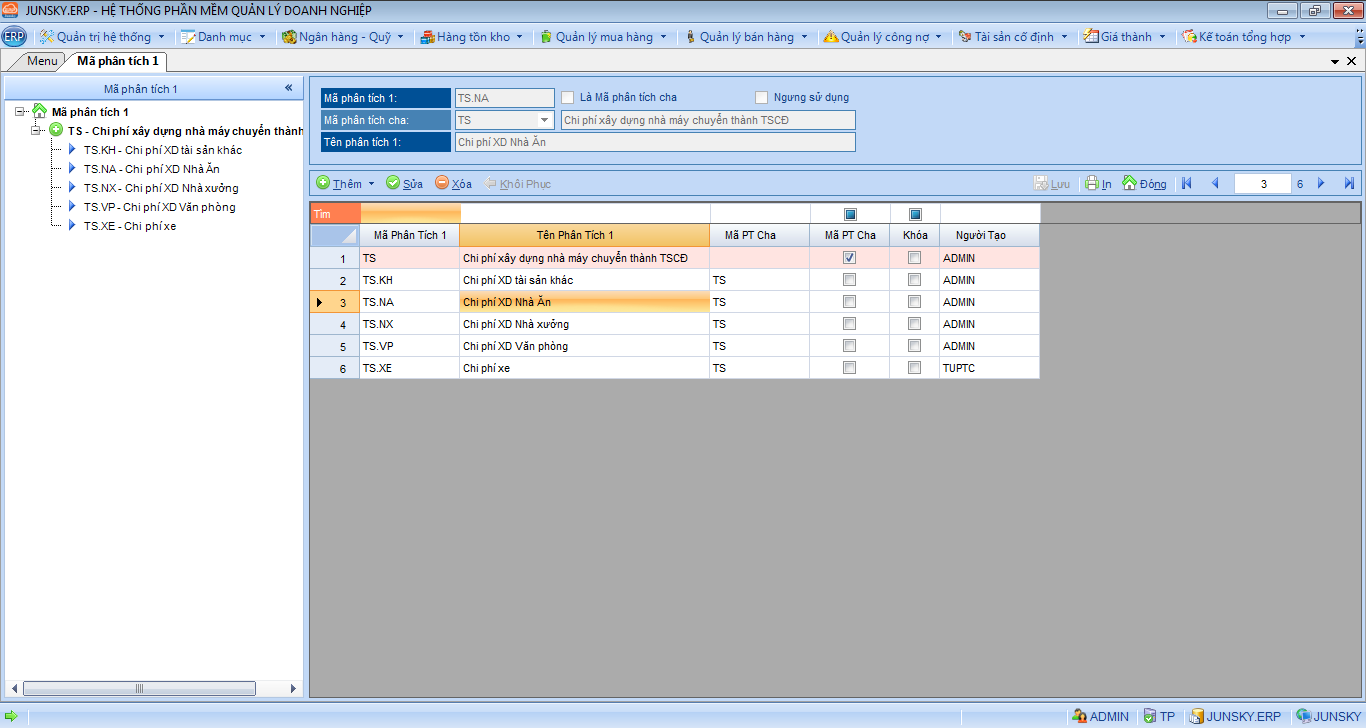 JUNSKY.ERP - HỆ THỐNG PHẦN MỀM QUẢN LÝ DOANH NGHIỆP
ERP Quản trị hệ thống Danh mục Ngân hàng - Quỹ Hàng tồn kho Quản lý mua hàng Quản lý bán hàng Quản lý công nợ Tài sản cố định Giá thành Kế toán tổng hợp
Menu Mã phân tích 1
Mã phân tích 1
Mã phân tích 1
TS - Chi phí xây dựng nhà máy chuyển thành
TS.KH - Chi phí XD tài sản khác
TS.NA - Chi phí XD Nhà Ăn
TS.NX - Chi phí XD Nhà xưởng
TS.VP - Chi phí XD Văn phòng
TS.XE - Chi phí xe
Mã phân tích 1: TS.NA Là Mã phân tích cha Ngưng sử dụng
Mã phân tích cha: TS Chi phí xây dựng nhà máy chuyển thành TSCĐ
Tên phân tích 1: Chi phí XD Nhà Ăn
Thêm Sửa Xóa Khôi Phục Lưu In Đóng 3 6
Tìm
Mã Phân Tích 1 Tên Phân Tích 1 Mã PT Cha Mã PT Cha Khóa Người Tạo
1 TS Chi phí xây dựng nhà máy chuyển thành TSCĐ ADMIN
2 TS.KH Chi phí XD tài sản khác TS ADMIN
3 TS.NA Chi phí XD Nhà Ăn TS ADMIN
4 TS.NX Chi phí XD Nhà xưởng TS ADMIN
5 TS.VP Chi phí XD Văn phòng TS ADMIN
6 TS.XE Chi phí xe TS TUPTC
ADMIN TP JUNSKY.ERP JUNSKY